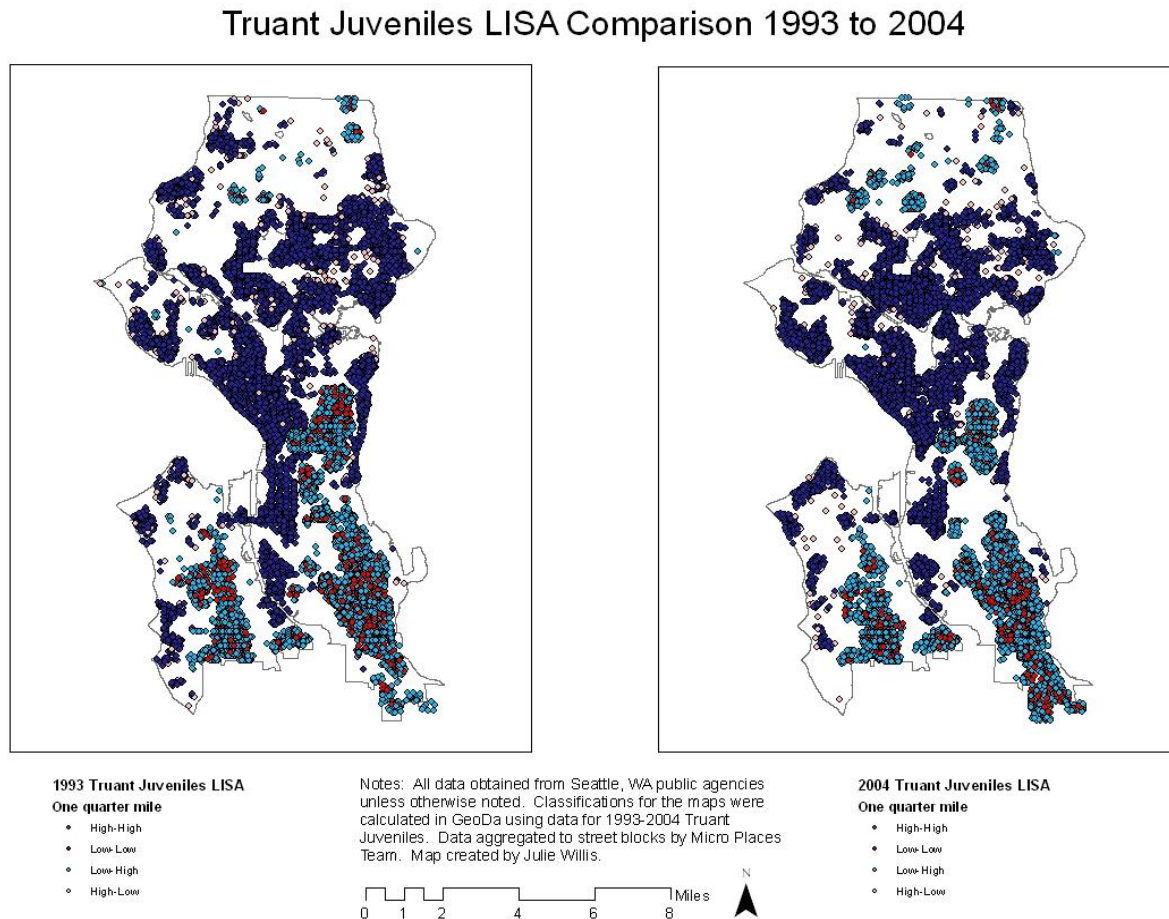 Truant Juveniles LISA Comparison 1993 to 2004
1993 Truant Juveniles LISA
One quarter mile
High-High
Low-Low
Low-High
High-Low
Notes: All data obtained from Seattle, WA public agencies
unless otherwise noted. Classifications for the maps were
calculated in GeoDa using data for 1993-2004 Truant
Juveniles. Data aggregated to street blocks by Micro Places
Team. Map created by Julie Willis.
Miles
0 1 2 4 6 8
N
2004 Truant Juveniles LISA
One quarter mile
High-High
Low-Low
Low-High
High-Low